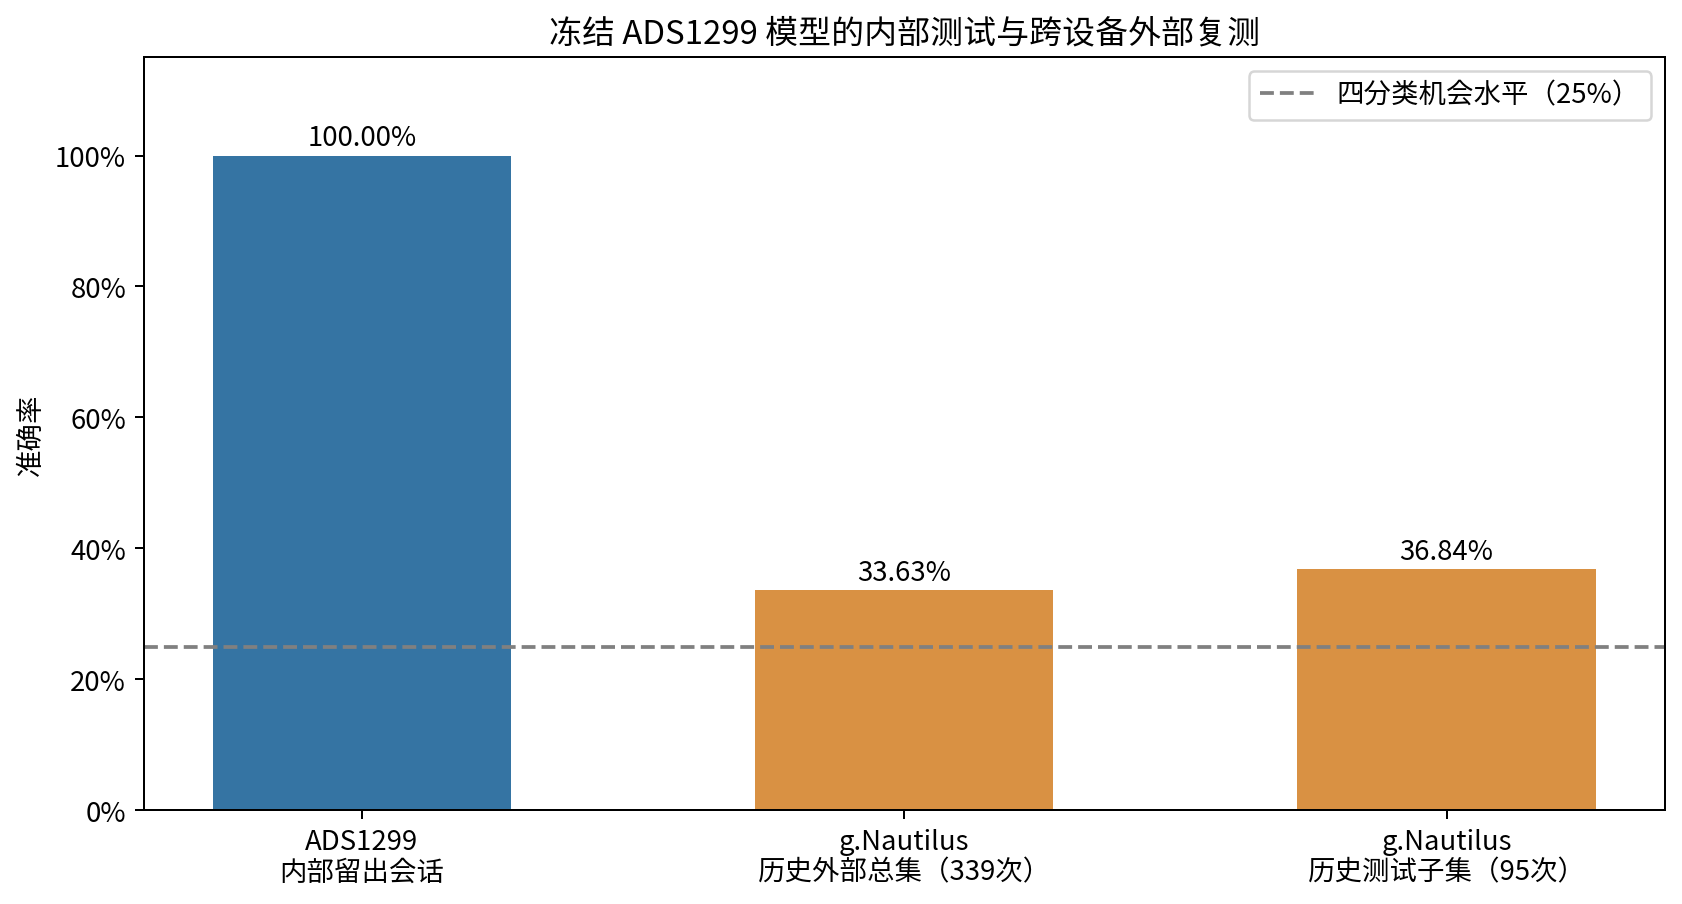 冻结 ADS1299 模型的内部测试与跨设备外部复测
四分类机会水平（25%）
100.00%
33.63%
36.84%
准确率
100%
80%
60%
40%
20%
0%
ADS1299
内部留出会话
g.Nautilus
历史外部总集（339次）
g.Nautilus
历史测试子集（95次）